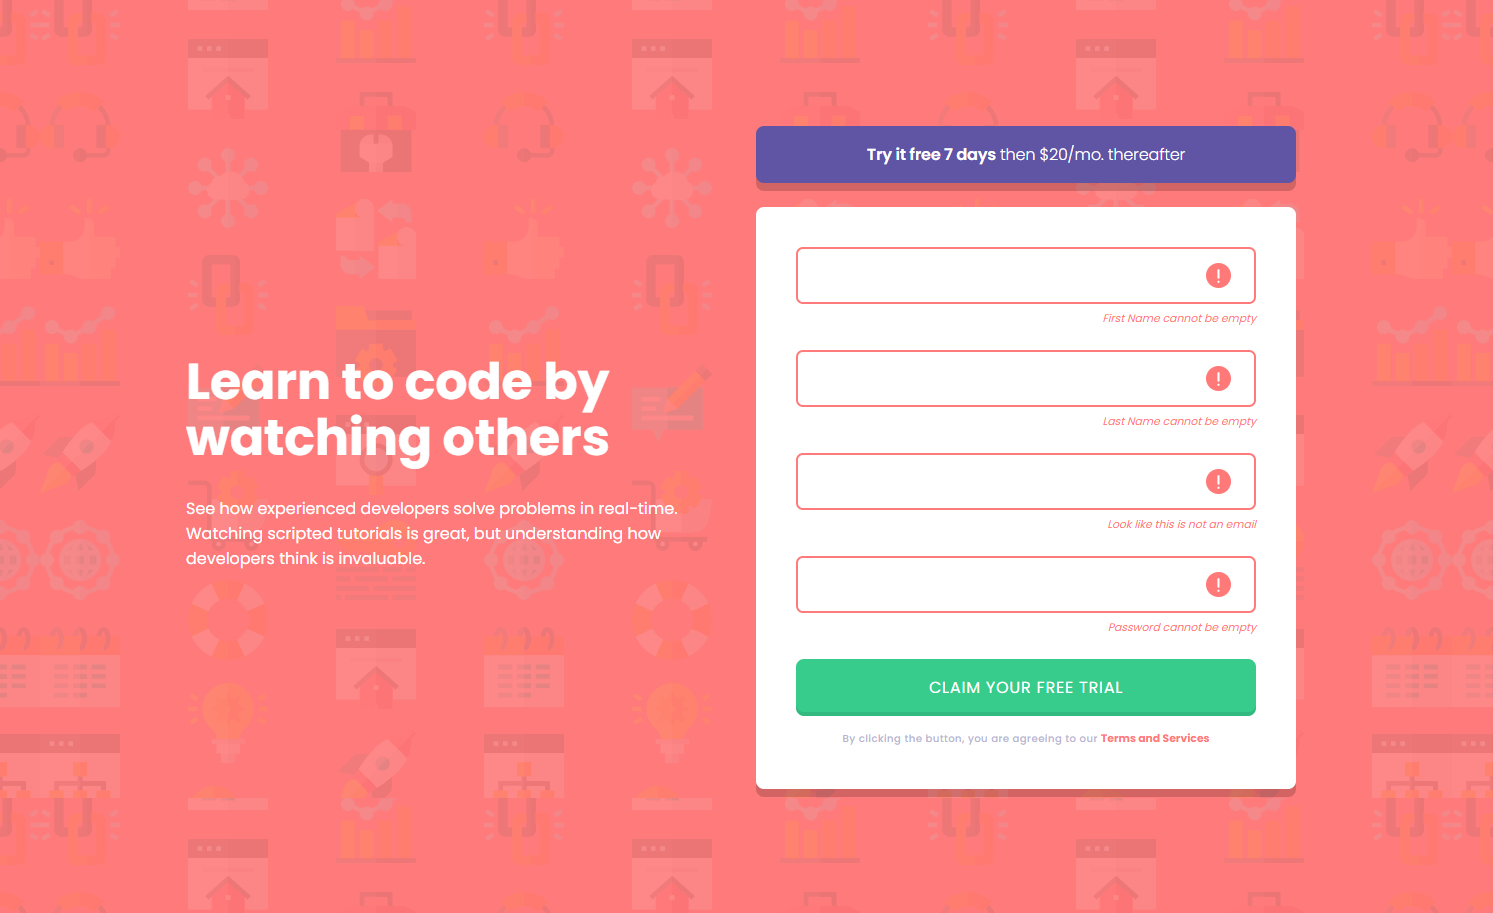 Try it free 7 days then $20/mo. thereafter
Learn to code by
watching others
See how experienced developers solve problems in real-time.
Watching scripted tutorials is great, but understanding how
developers think is invaluable.
First Name cannot be empty
Last Name cannot be empty
Look like this is not an email
Password cannot be empty
CLAIM YOUR FREE TRIAL
By clicking the button, you are agreeing to our Terms and Services